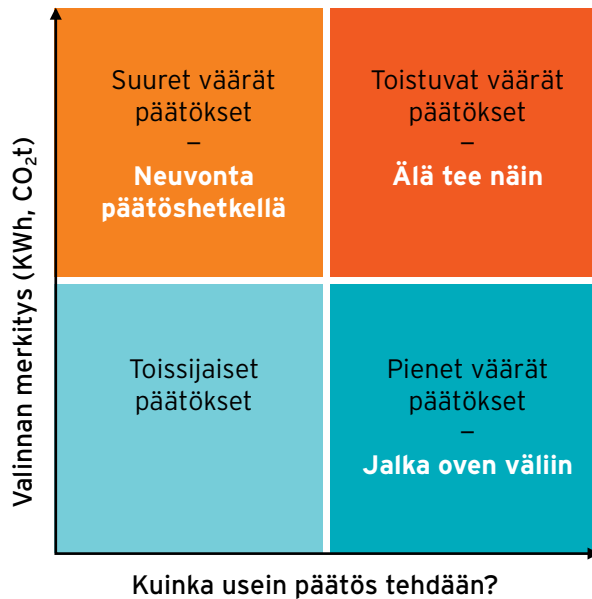 Valinnan merkitys (KWh, CO₂t)
Suuret väärät
päätökset
–
Neuvonta
päätöshetkellä
Toistuvat väärät
päätökset
–
Älä tee näin
Toissijaiset
päätökset
Pienet väärät
päätökset
–
Jalka oven väliin
Kuinka usein päätös tehdään?